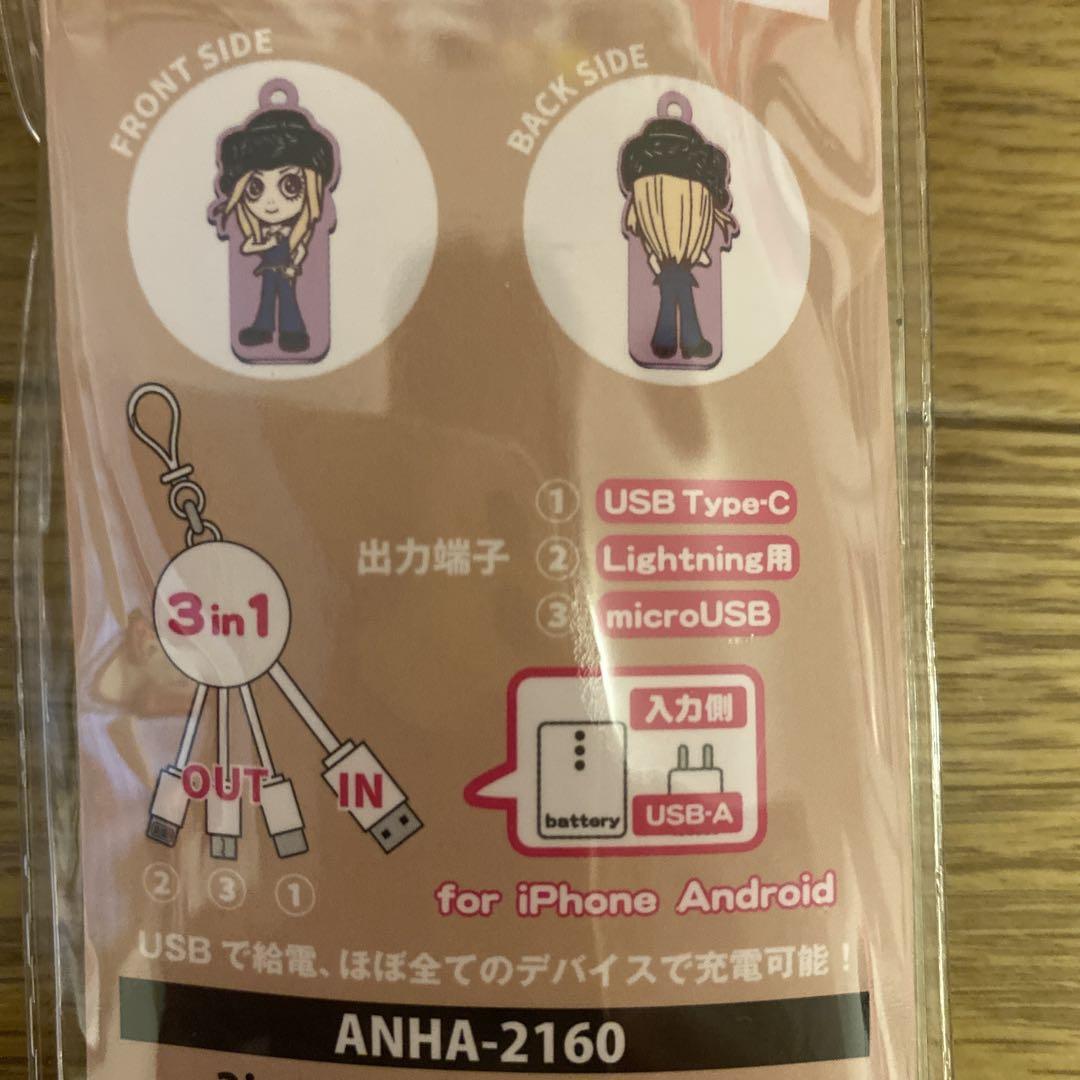 FRONT SIDE
BACK SIDE
① USB Type-C
出力端子 ② Lightning用
③ microUSB
3in1
OUT
IN
入力側
battery
USB-A
② ③ ①
for iPhone Android
USBで給電、ほぼ全てのデバイスで充電可能！
ANHA-2160